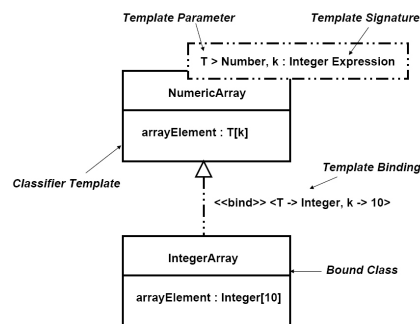 Template Parameter
Template Signature
T > Number, k : Integer Expression
NumericArray
arrayElement : T[k]
Classifier Template
Template Binding
<<bind>> <T -> Integer, k -> 10>
IntegerArray
Bound Class
arrayElement : Integer[10]